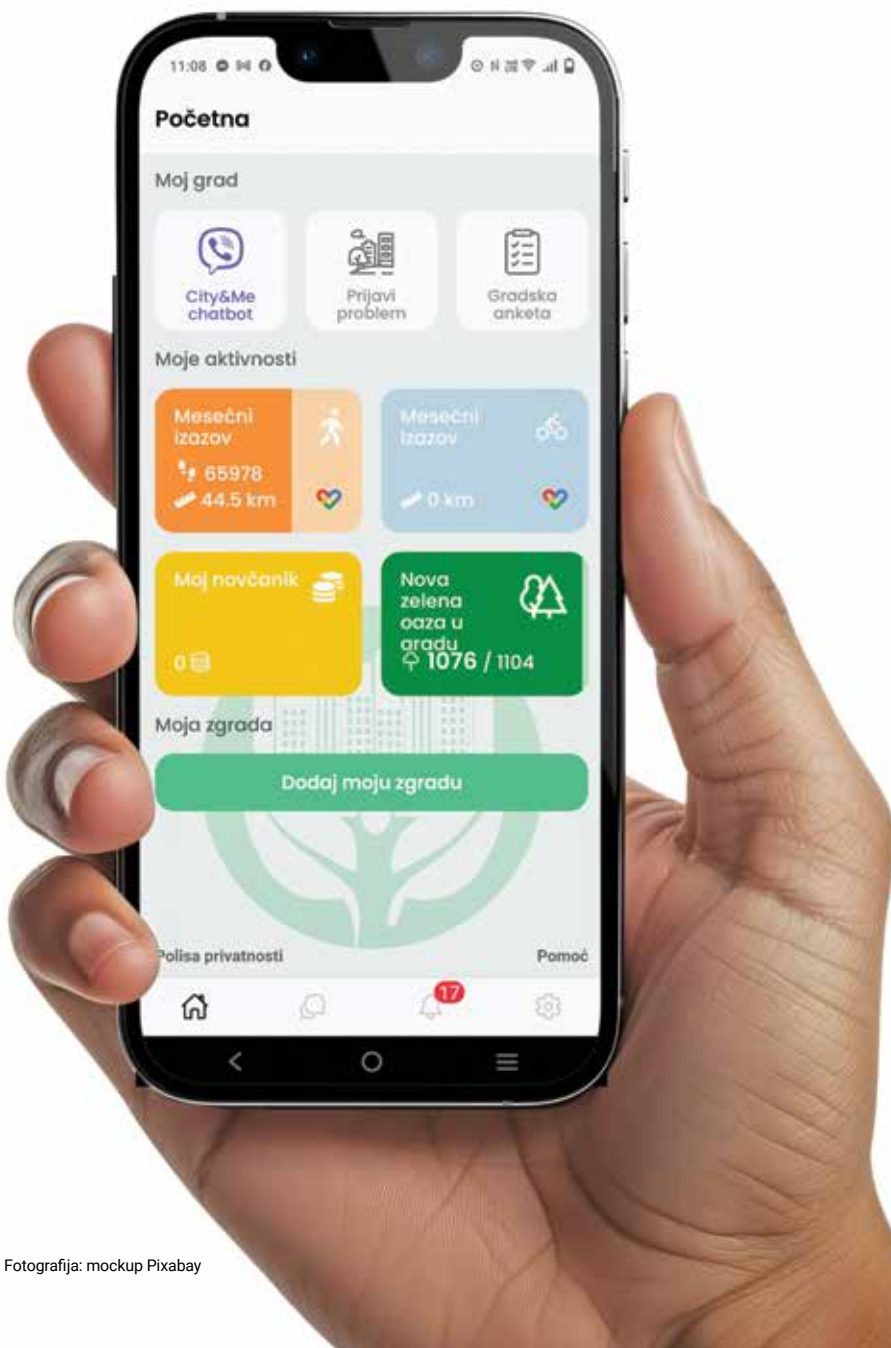 11:08
Početna
Moj grad
City&Me
chatbot
Prijavi
problem
Gradska
anketa
Moje aktivnosti
Mesečni
izazov
65978
44.5 km
Mesečni
izazov
0 km
Moj novčanik
0
Nova
zelena
oaza u
gradu
1076 / 1104
Moja zgrada
Dodaj moju zgradu
Polisa privatnosti
Pomoć
17
Fotografija: mockup Pixabay